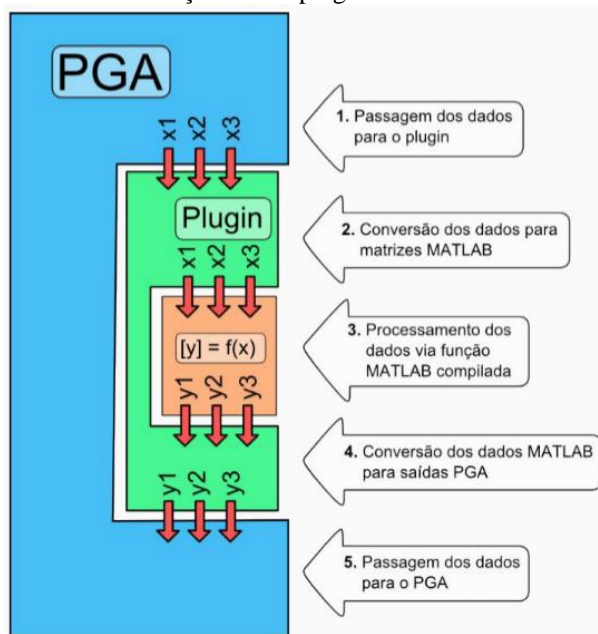 PGA
x1 x2 x3
1. Passagem dos dados
para o plugin
Plugin
x1 x2 x3
2. Conversão dos dados para
matrizes MATLAB
[y] = f(x)
3. Processamento dos
dados via função
MATLAB compilada
y1 y2 y3
4. Conversão dos dados MATLAB
para saídas PGA
y1 y2 y3
5. Passagem dos dados
para o PGA